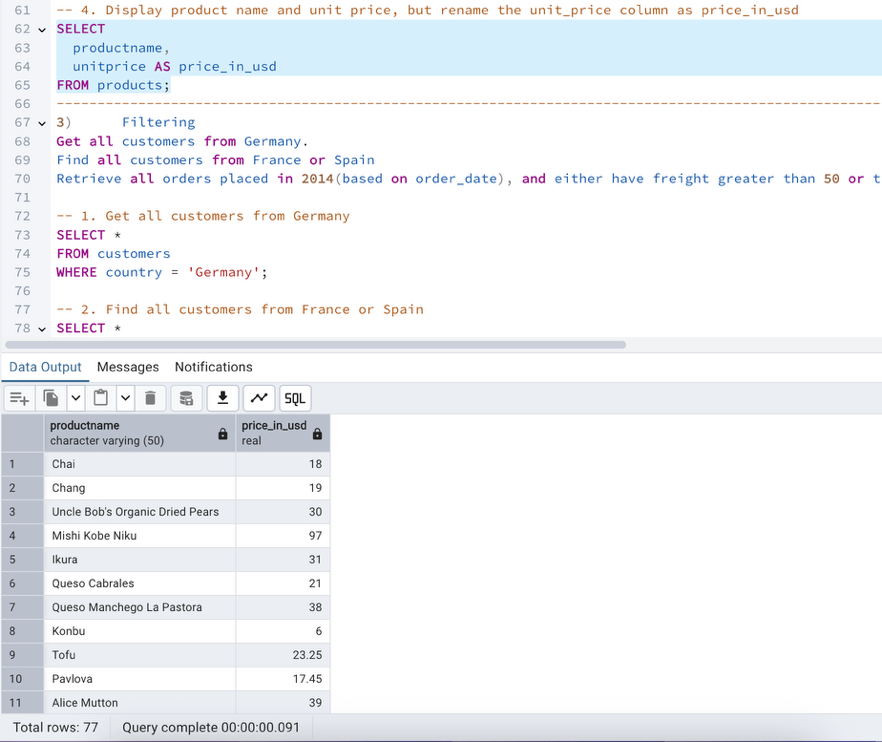 61 -- 4. Display product name and unit price, but rename the unit_price column as price_in_usd
62 SELECT
63 productname,
64 unitprice AS price_in_usd
65 FROM products;
66 --------------------------------------------------------------------------------
67 3) Filtering
68 Get all customers from Germany.
69 Find all customers from France or Spain
70 Retrieve all orders placed in 2014(based on order_date), and either have freight greater than 50 or t
71
72 -- 1. Get all customers from Germany
73 SELECT *
74 FROM customers
75 WHERE country = 'Germany';
76
77 -- 2. Find all customers from France or Spain
78 SELECT *
Data Output Messages Notifications
SQL
productname price_in_usd
character varying (50) real
1 Chai 18
2 Chang 19
3 Uncle Bob's Organic Dried Pears 30
4 Mishi Kobe Niku 97
5 Ikura 31
6 Queso Cabrales 21
7 Queso Manchego La Pastora 38
8 Konbu 6
9 Tofu 23.25
10 Pavlova 17.45
11 Alice Mutton 39
Total rows: 77 Query complete 00:00:00.091